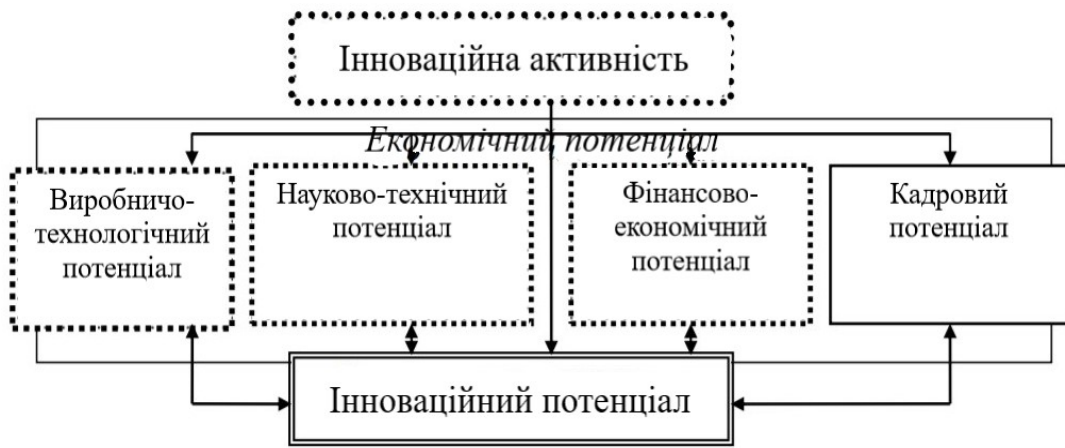 Інноваційна активність
Економічний потенціал
Виробничо-
технологічний
потенціал
Науково-технічний
потенціал
Фінансово-
економічний
потенціал
Кадровий
потенціал
Інноваційний потенціал